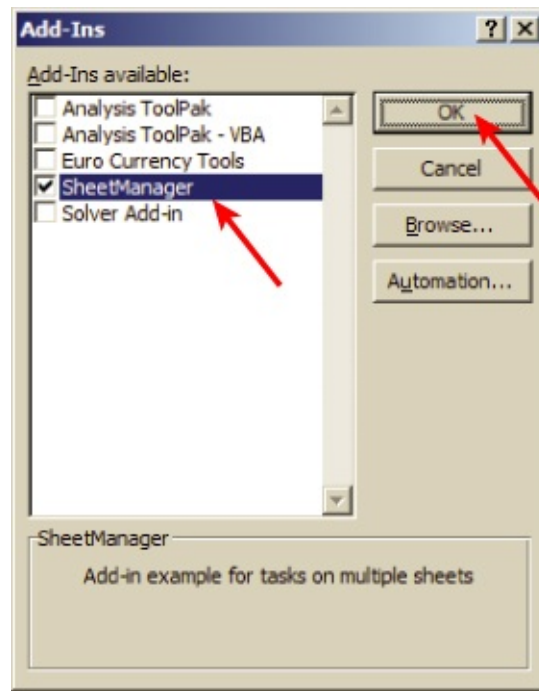 Add-Ins
Add-Ins available:
Analysis ToolPak
Analysis ToolPak - VBA
Euro Currency Tools
SheetManager
Solver Add-in
OK
Cancel
Browse...
Automation...
SheetManager
Add-in example for tasks on multiple sheets